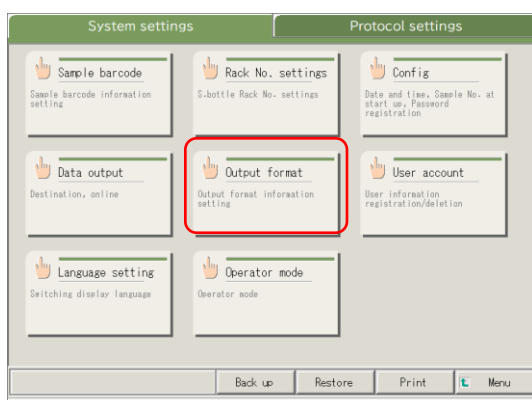 System settings
Protocol settings
Sample barcode
Sample barcode information
setting
Rack No. settings
S.bottle Rack No. settings
Config
Date and time, Sample No. at
start up, Password
registration
Data output
Destination, online
Output format
Output format information
setting
User account
User information
registration/deletion
Language setting
Switching display language
Operator mode
Operator mode
Back up
Restore
Print
Menu